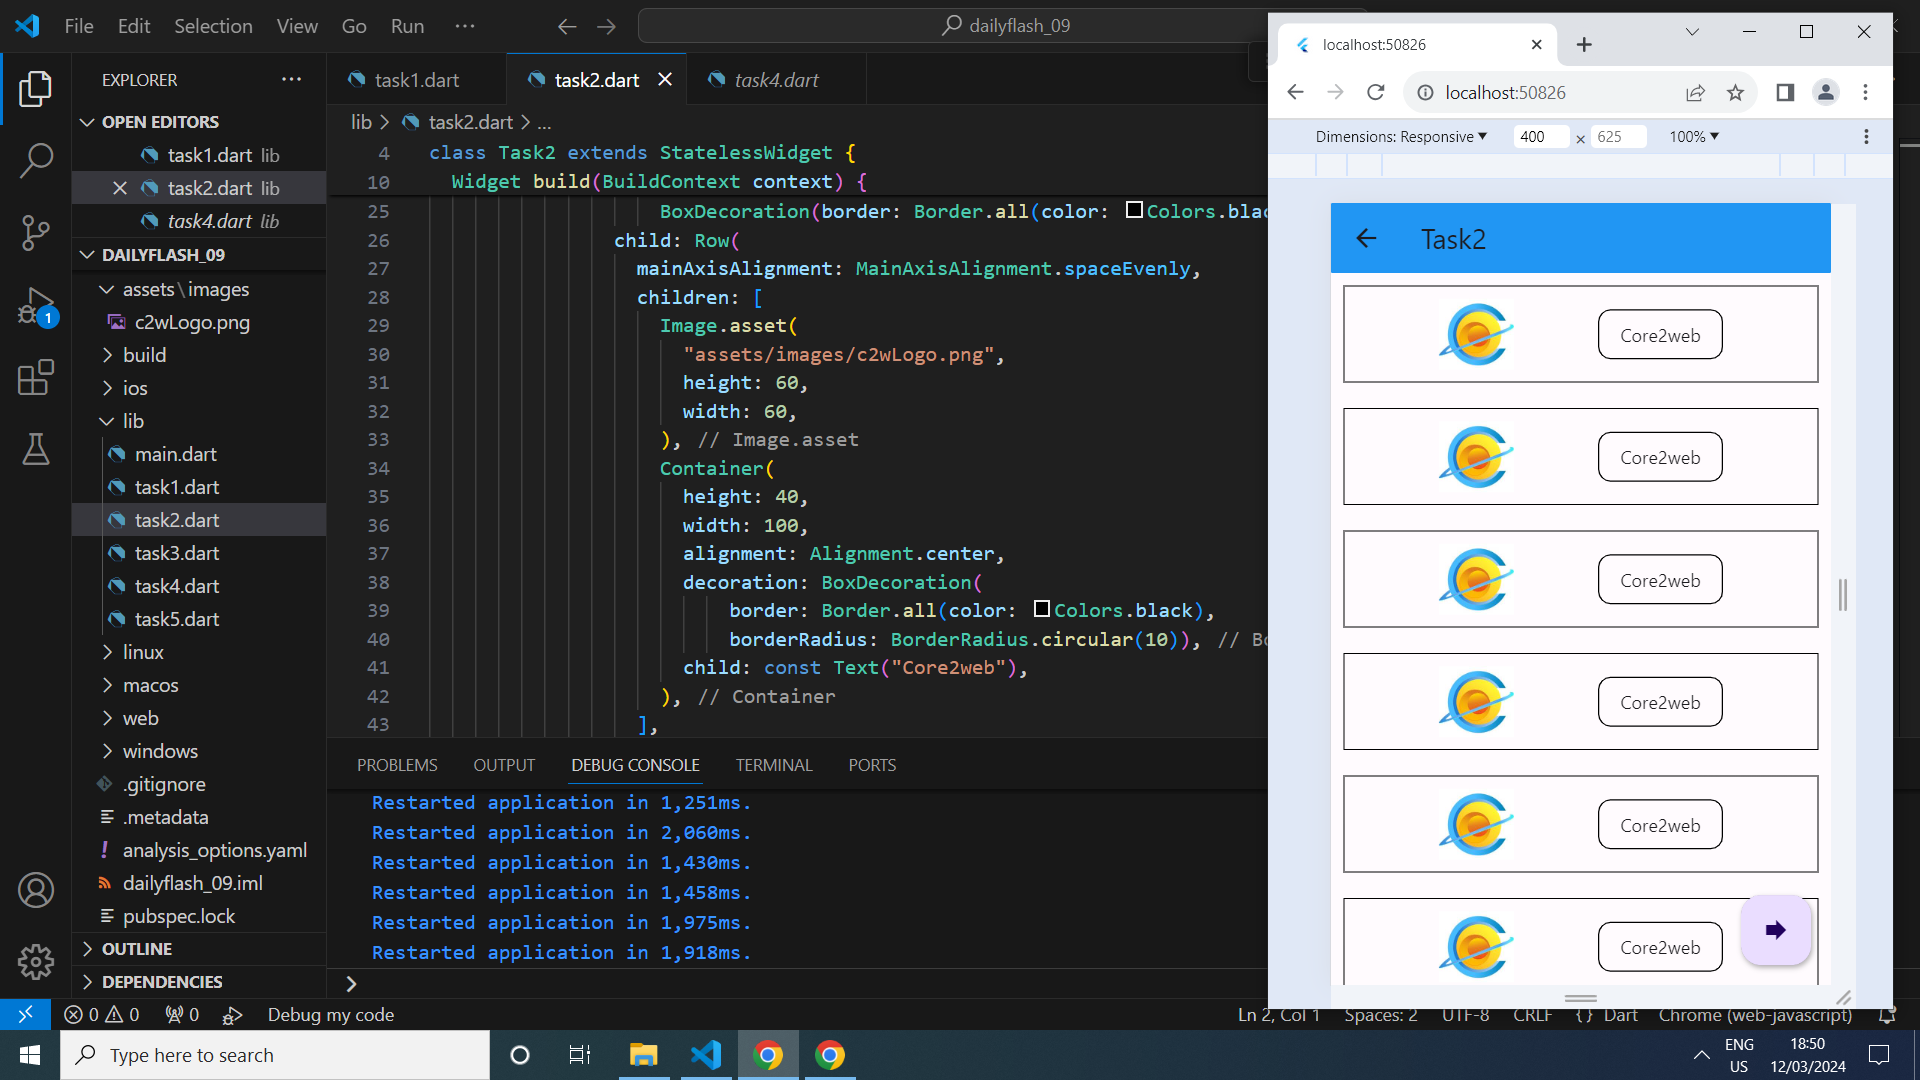 File Edit Selection View Go Run ···
dailyflash_09
EXPLORER
OPEN EDITORS
task1.dart lib
task2.dart lib
task4.dart lib
DAILYFLASH_09
assets\images
c2wLogo.png
build
ios
lib
main.dart
task1.dart
task2.dart
task3.dart
task4.dart
task5.dart
linux
macos
web
windows
.gitignore
.metadata
analysis_options.yaml
dailyflash_09.iml
pubspec.lock
OUTLINE
DEPENDENCIES
1
task1.dart task2.dart task4.dart
lib > task2.dart > ...
4 class Task2 extends StatelessWidget {
10 Widget build(BuildContext context) {
25 BoxDecoration(border: Border.all(color: Colors.blac
26 child: Row(
27 mainAxisAlignment: MainAxisAlignment.spaceEvenly,
28 children: [
29 Image.asset(
30 "assets/images/c2wLogo.png",
31 height: 60,
32 width: 60,
33 ), // Image.asset
34 Container(
35 height: 40,
36 width: 100,
37 alignment: Alignment.center,
38 decoration: BoxDecoration(
39 border: Border.all(color: Colors.black),
40 borderRadius: BorderRadius.circular(10)), // Bo
41 child: const Text("Core2web"),
42 ), // Container
43 ],
PROBLEMS OUTPUT DEBUG CONSOLE TERMINAL PORTS
Restarted application in 1,251ms.
Restarted application in 2,060ms.
Restarted application in 1,430ms.
Restarted application in 1,458ms.
Restarted application in 1,975ms.
Restarted application in 1,918ms.
>
localhost:50826
localhost:50826
Dimensions: Responsive 400 × 625 100%
Task2
Core2web
Core2web
Core2web
Core2web
Core2web
Core2web
0 0 0 Debug my code
Ln 2, Col 1 Spaces: 2 UTF-8 CRLF {} Dart Chrome (web-javascript)
Type here to search
ENG
US
18:50
12/03/2024